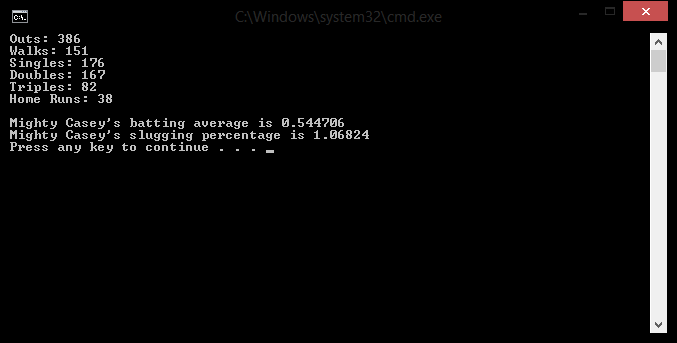 C:\Windows\system32\cmd.exe
Outs: 386
Walks: 151
Singles: 176
Doubles: 167
Triples: 82
Home Runs: 38
Mighty Casey's batting average is 0.544706
Mighty Casey's slugging percentage is 1.06824
Press any key to continue . . . _